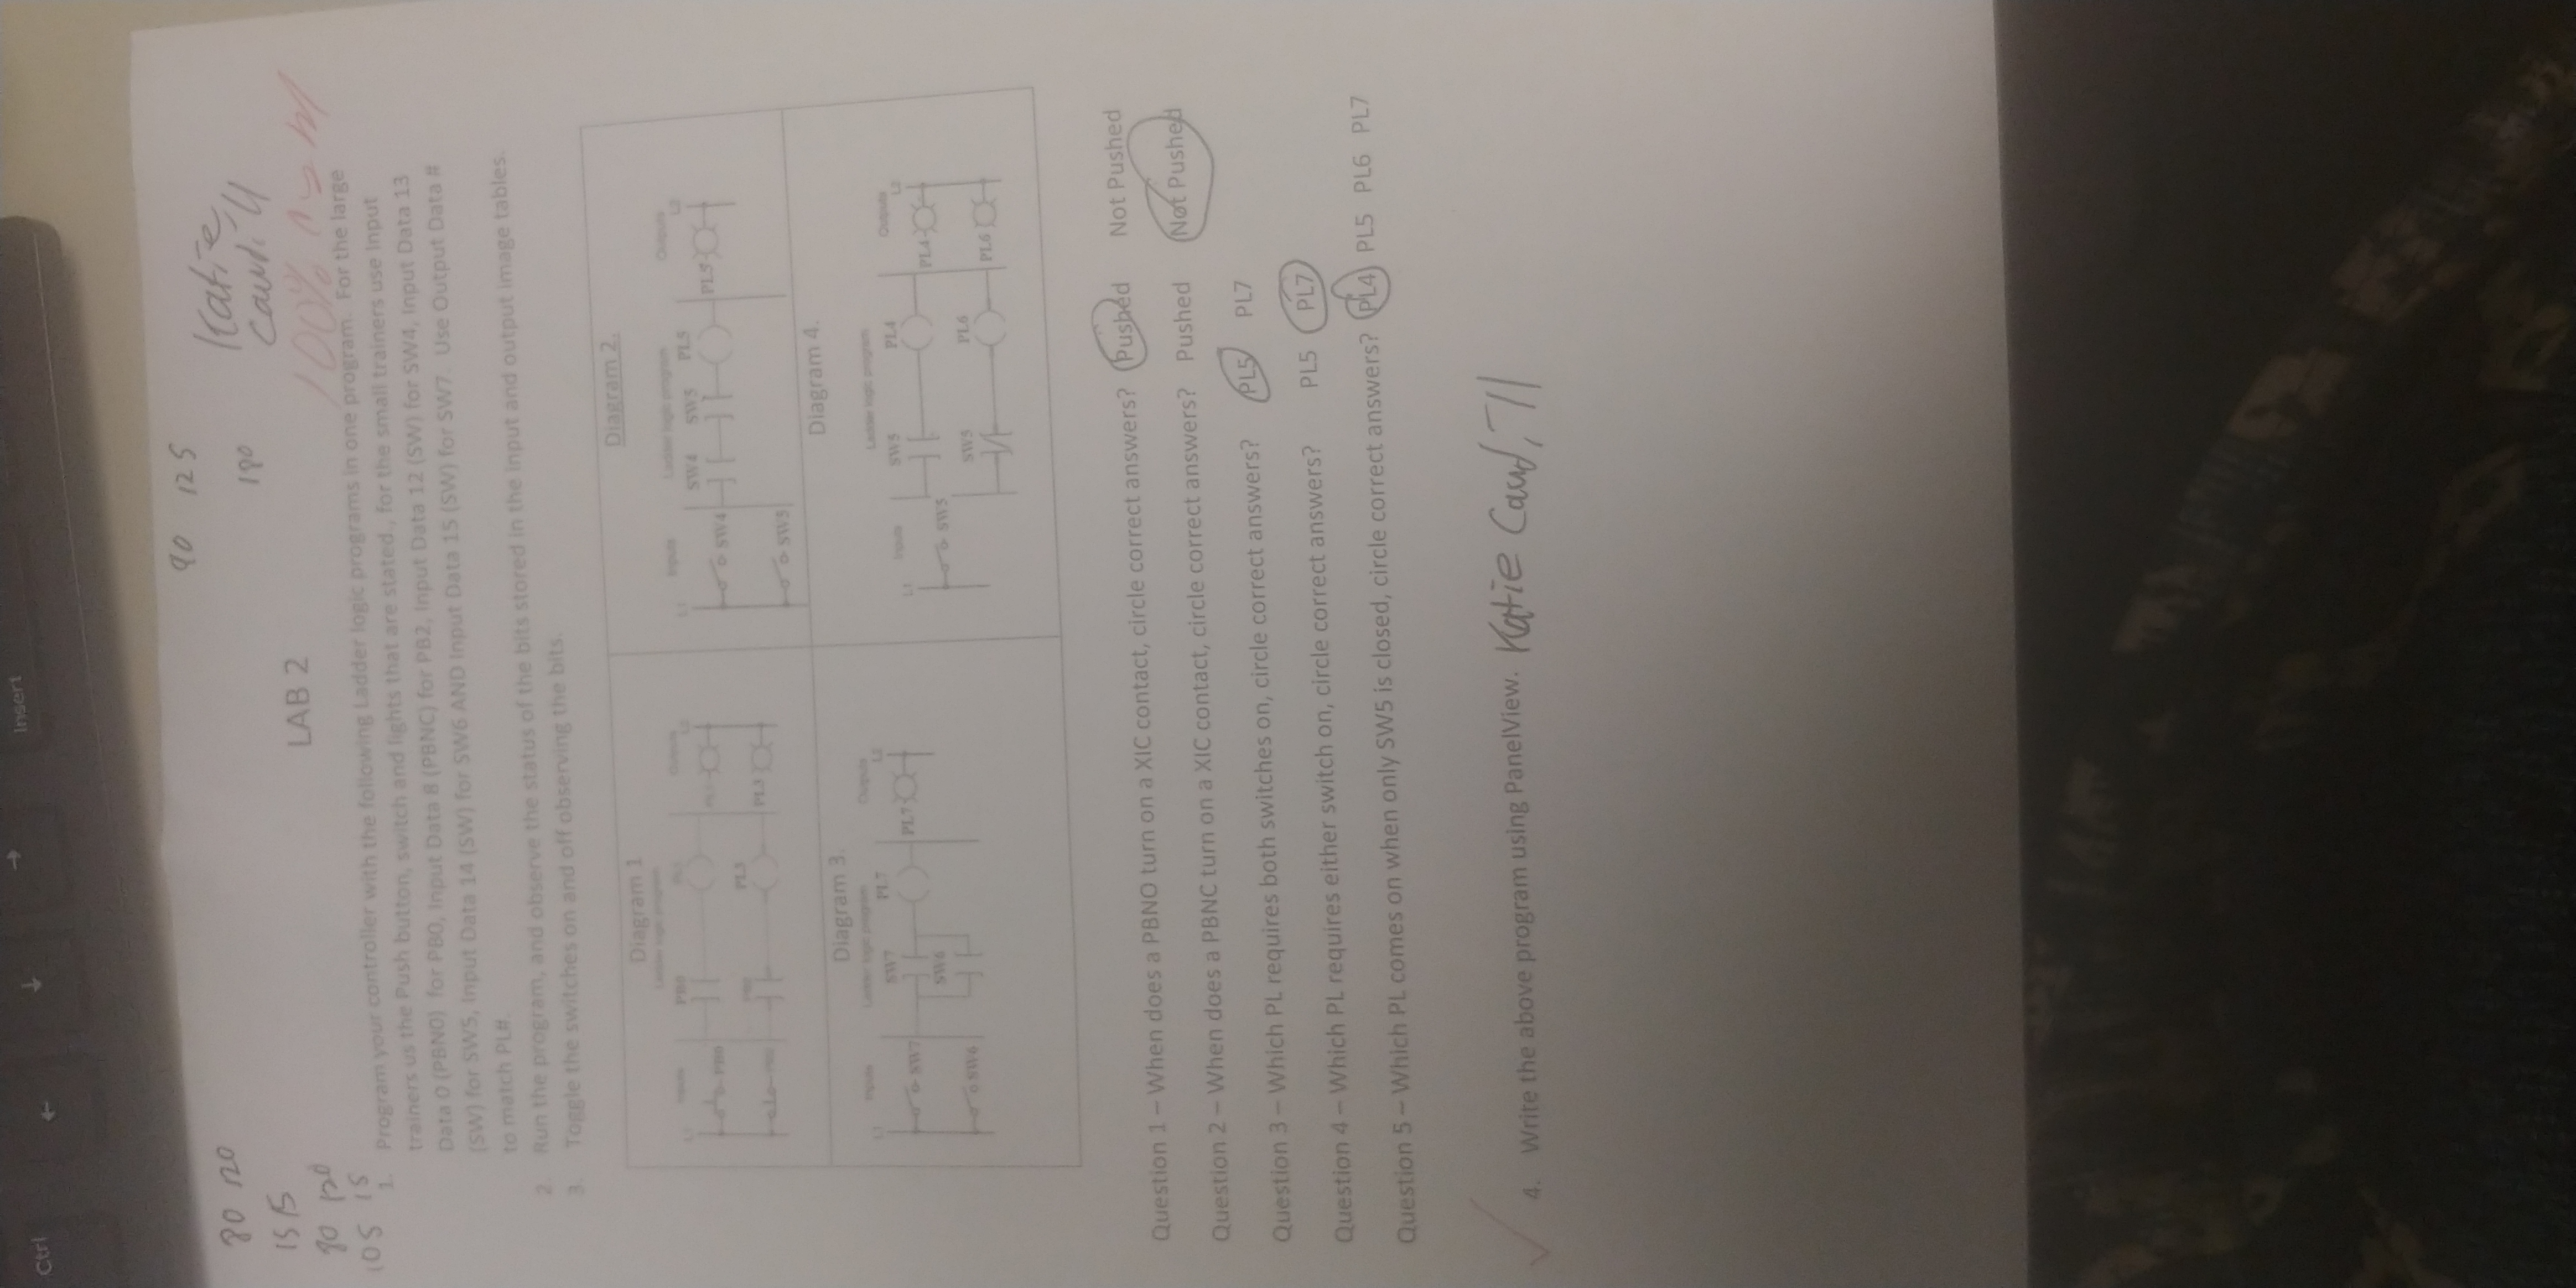 Ctrl
←
↓
→
Insert
90 125
80 120
180
Katie
Caudill
15 15
LAB 2
100%
80 120
105 15
1. Program your controller with the following Ladder logic programs in one program. For the large
trainers us the Push button, switch and lights that are stated., for the small trainers use Input
Data 0 (PBNO) for PB0, Input Data 8 (PBNC) for PB2, Input Data 12 (SW) for SW4, Input Data 13
(SW) for SW5, Input Data 14 (SW) for SW6 AND Input Data 15 (SW) for SW7. Use Output Data #
to match PL#.
2. Run the program, and observe the status of the bits stored in the input and output image tables.
3. Toggle the switches on and off observing the bits.
Diagram 1
Ladder logic program
Inputs
Outputs
L1
L2
PB0
PB0
PL3
PL3
Diagram 2.
Inputs
Ladder logic program
Outputs
L1
L2
SW4
SW5
PL5
SW4
PL5
SW5
Diagram 3.
Inputs
Ladder logic program
Outputs
L1
L2
SW7
PL7
SW7
PL7
SW6
SW6
Diagram 4.
Ladder logic program
Inputs
Outputs
L1
L2
SW5
PL4
PL4
SW5
SW5
PL6
PL6
Question 1 – When does a PBNO turn on a XIC contact, circle correct answers? Pushed Not Pushed
Question 2 – When does a PBNC turn on a XIC contact, circle correct answers? Pushed Not Pushed
Question 3 – Which PL requires both switches on, circle correct answers? PL5 PL7
Question 4 – Which PL requires either switch on, circle correct answers? PL5 PL7
Question 5 – Which PL comes on when only SW5 is closed, circle correct answers? PL4 PL5 PL6 PL7
4. Write the above program using PanelView. Katie Caudill